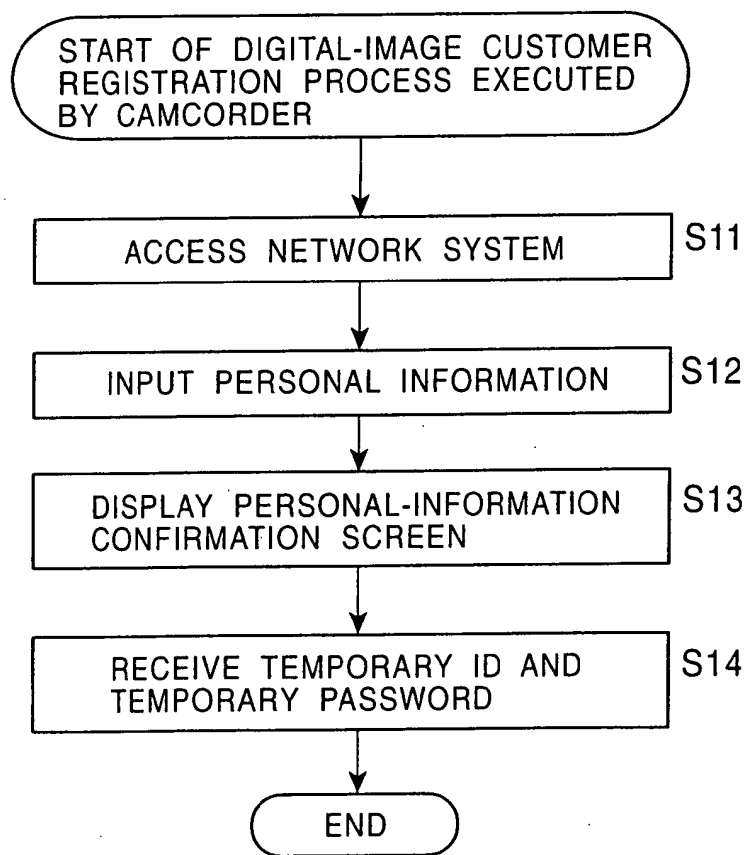 START OF DIGITAL-IMAGE CUSTOMER
REGISTRATION PROCESS EXECUTED
BY CAMCORDER
ACCESS NETWORK SYSTEM
S11
INPUT PERSONAL INFORMATION
S12
DISPLAY PERSONAL-INFORMATION
CONFIRMATION SCREEN
S13
RECEIVE TEMPORARY ID AND
TEMPORARY PASSWORD
S14
END